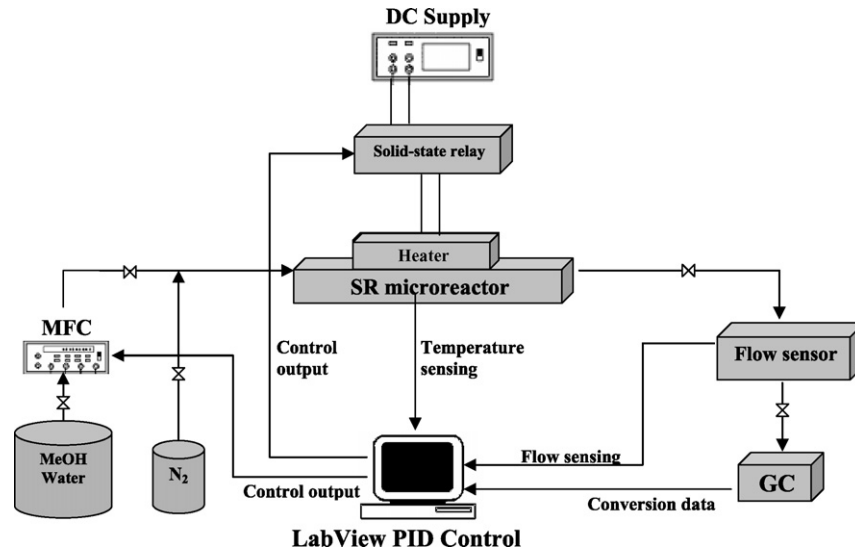 DC Supply
Solid-state relay
Heater
SR microreactor
MFC
Control
output
Temperature
sensing
Flow sensor
MeOH
Water
N₂
Control output
Flow sensing
GC
Conversion data
LabView PID Control